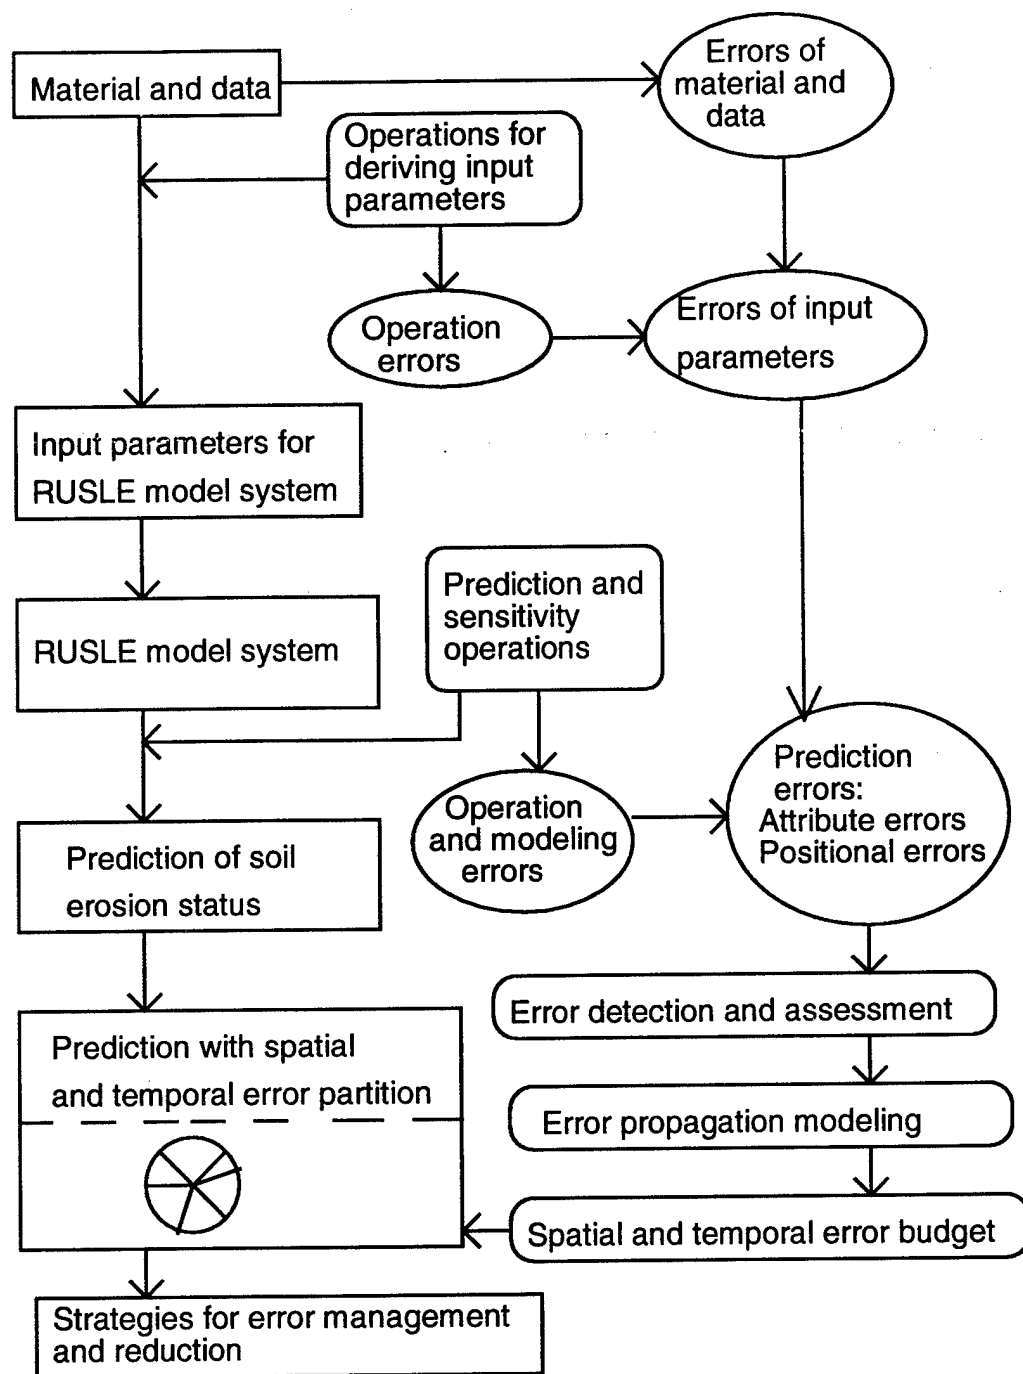 Material and data
Errors of
material and
data
Operations for
deriving input
parameters
Operation
errors
Errors of input
parameters
Input parameters for
RUSLE model system
RUSLE model system
Prediction and
sensitivity
operations
Operation
and modeling
errors
Prediction
errors:
Attribute errors
Positional errors
Prediction of soil
erosion status
Error detection and assessment
Prediction with spatial
and temporal error partition
Error propagation modeling
Spatial and temporal error budget
Strategies for error management
and reduction